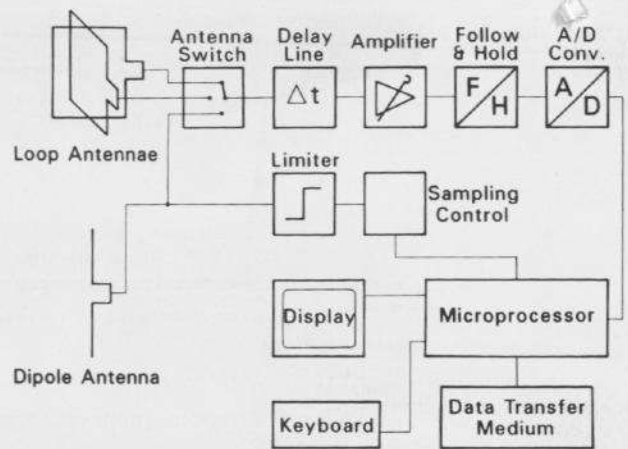 Antenna
Switch
Delay
Line
Amplifier
Follow
& Hold
A/D
Conv.
Δt
F
H
A
D
Loop Antennae
Limiter
Sampling
Control
Display
Microprocessor
Dipole Antenna
Keyboard
Data Transfer
Medium